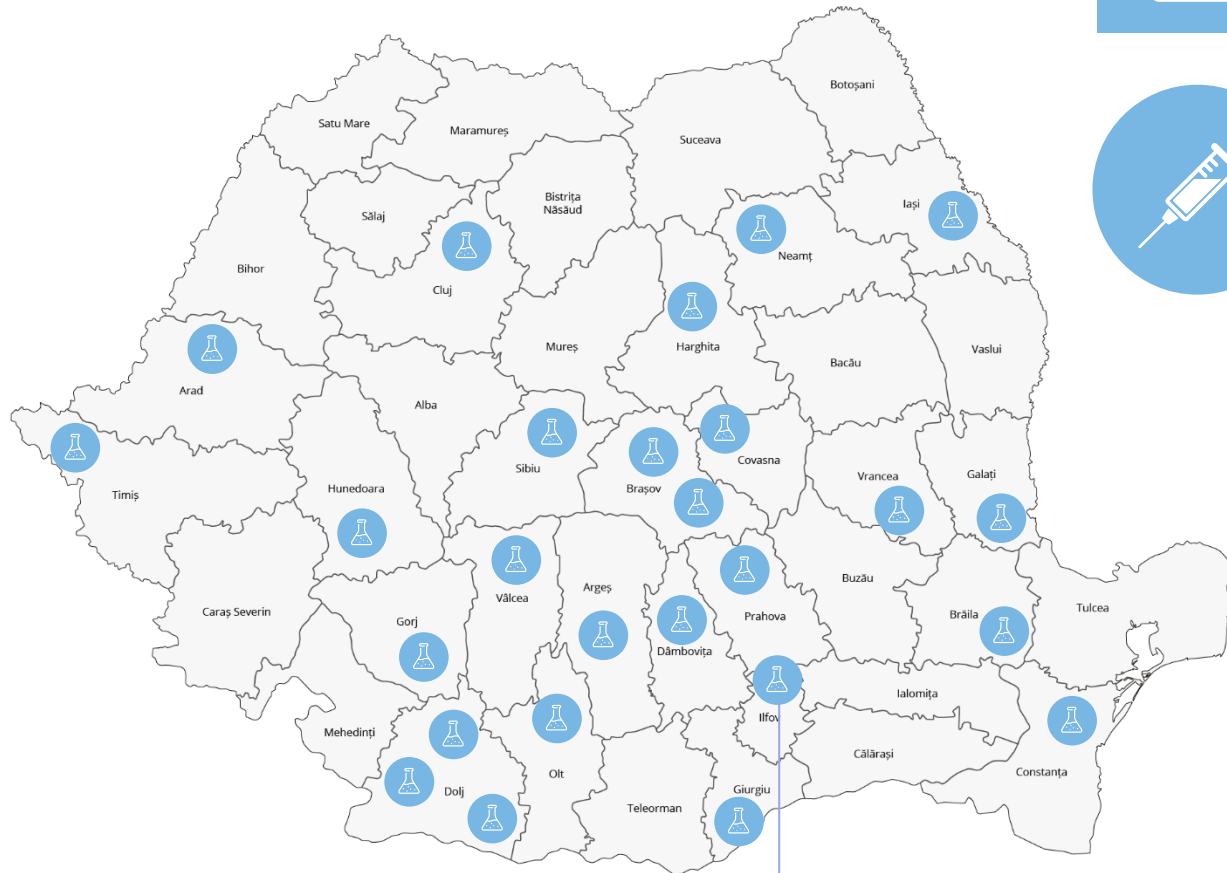 Botoșani
Satu Mare
Maramureș
Suceava
Iași
Bistrița
Năsăud
Sălaj
Neamț
Bihor
Cluj
Mureș
Harghita
Vaslui
Bacău
Arad
Alba
Covasna
Sibiu
Vrancea
Galați
Brașov
Hunedoara
Timiș
Buzău
Argeș
Vâlcea
Tulcea
Caraș Severin
Prahova
Brăila
Gorj
Dâmbovița
Ialomița
Ilfov
Mehedinți
Călărași
Constanța
Olt
Dolj
Giurgiu
Teleorman